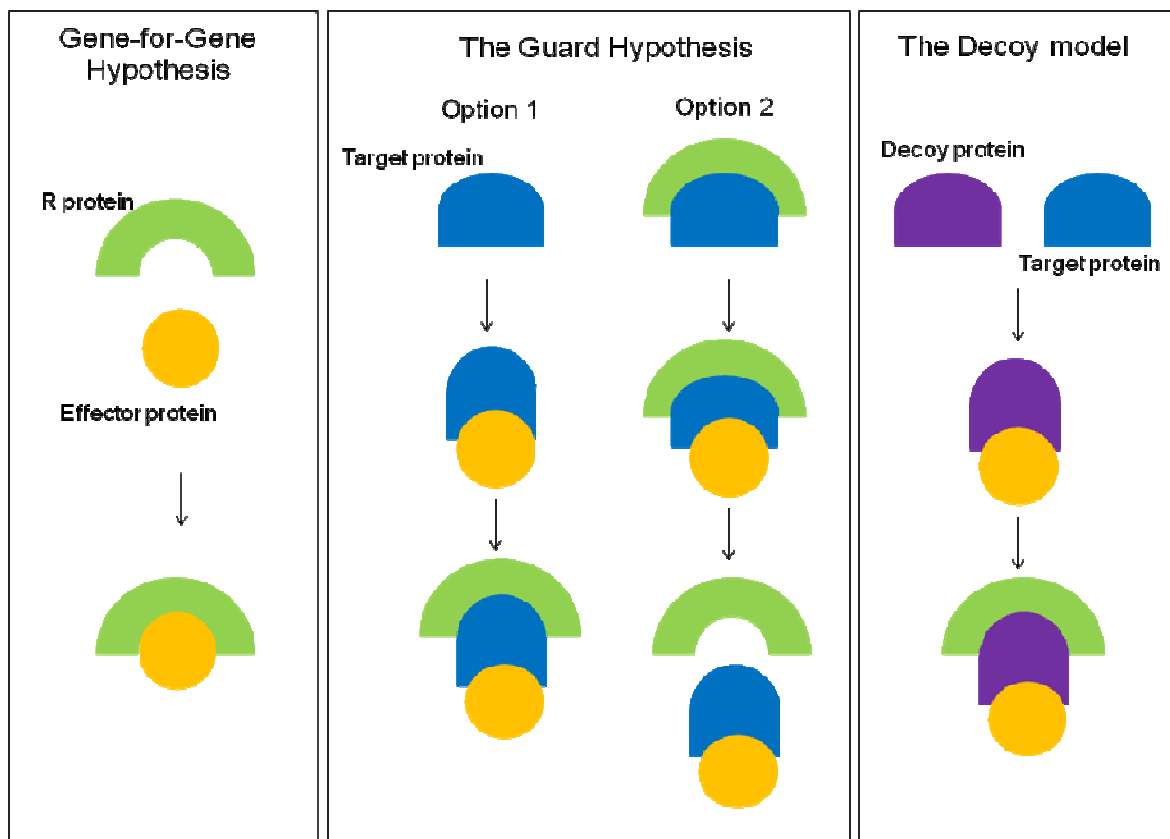 Gene-for-Gene
Hypothesis
R protein
Effector protein
The Guard Hypothesis
Option 1
Option 2
Target protein
The Decoy model
Decoy protein
Target protein